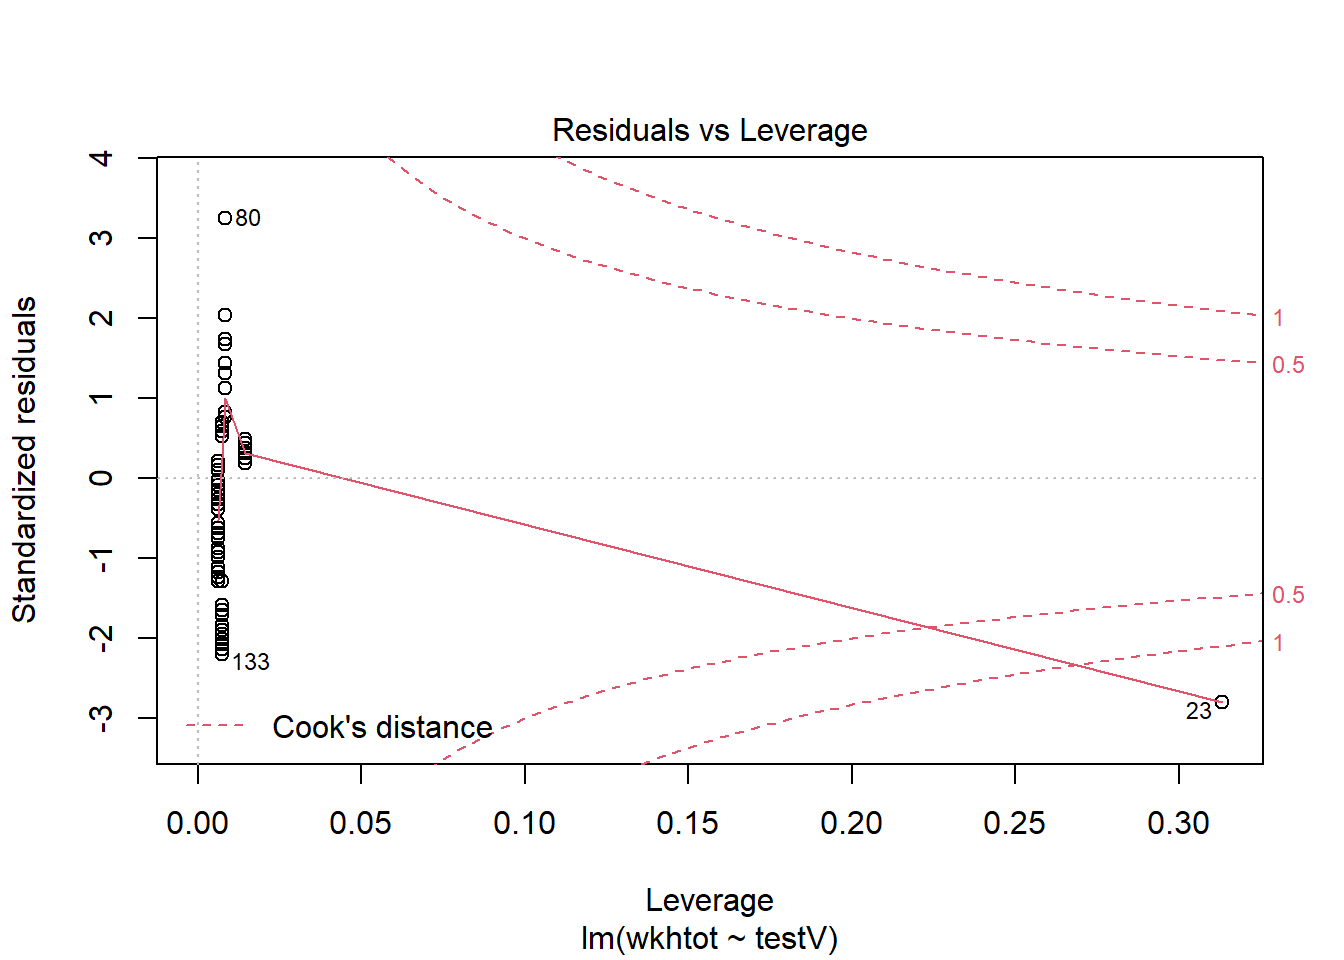 Residuals vs Leverage
Standardized residuals
4
3
2
1
0
-1
-2
-3
80
133
23
1
0.5
0.5
1
Cook's distance
0.00 0.05 0.10 0.15 0.20 0.25 0.30
Leverage
lm(wkhtot ~ testV)